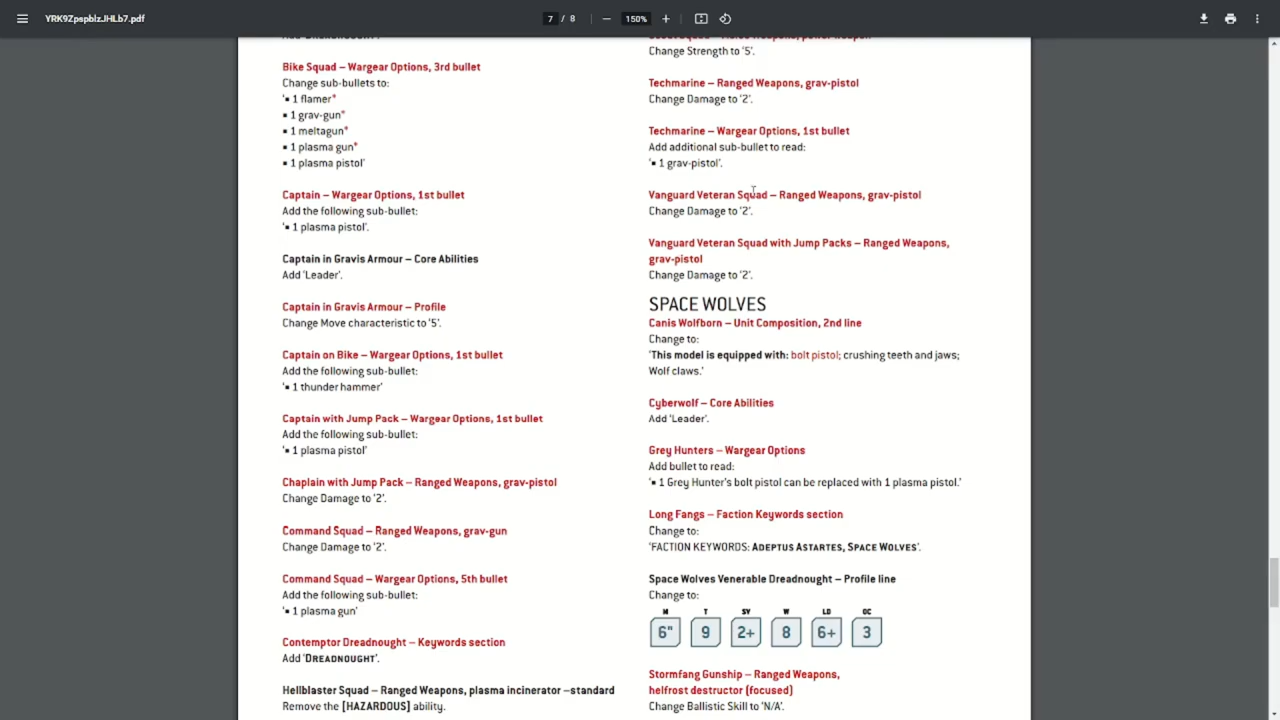 YRK9ZpspbizJHLb7.pdf
7 / 8
150%
Bike Squad – Wargear Options, 3rd bullet
Change sub-bullets to:
‘▪ 1 flamer*
▪ 1 grav-gun*
▪ 1 meltagun*
▪ 1 plasma gun*
▪ 1 plasma pistol’
Captain – Wargear Options, 1st bullet
Add the following sub-bullet:
‘▪ 1 plasma pistol’.
Captain in Gravis Armour – Core Abilities
Add ‘Leader’.
Captain in Gravis Armour – Profile
Change Move characteristic to ‘5’.
Captain on Bike – Wargear Options, 1st bullet
Add the following sub-bullet:
‘▪ 1 thunder hammer’
Captain with Jump Pack – Wargear Options, 1st bullet
Add the following sub-bullet:
‘▪ 1 plasma pistol’
Chaplain with Jump Pack – Ranged Weapons, grav-pistol
Change Damage to ‘2’.
Command Squad – Ranged Weapons, grav-gun
Change Damage to ‘2’.
Command Squad – Wargear Options, 5th bullet
Add the following sub-bullet:
‘▪ 1 plasma gun’
Contemptor Dreadnought – Keywords section
Add ‘DREADNOUGHT’.
Hellblaster Squad – Ranged Weapons, plasma incinerator –standard
Remove the [HAZARDOUS] ability.
Change Strength to ‘5’.
Techmarine – Ranged Weapons, grav-pistol
Change Damage to ‘2’.
Techmarine – Wargear Options, 1st bullet
Add additional sub-bullet to read:
‘▪ 1 grav-pistol’.
Vanguard Veteran Squad – Ranged Weapons, grav-pistol
Change Damage to ‘2’.
Vanguard Veteran Squad with Jump Packs – Ranged Weapons,
grav-pistol
Change Damage to ‘2’.
SPACE WOLVES
Canis Wolfborn – Unit Composition, 2nd line
Change to:
‘This model is equipped with: bolt pistol; crushing teeth and jaws;
Wolf claws.’
Cyberwolf – Core Abilities
Add ‘Leader’.
Grey Hunters – Wargear Options
Add bullet to read:
‘▪ 1 Grey Hunter’s bolt pistol can be replaced with 1 plasma pistol.’
Long Fangs – Faction Keywords section
Change to:
‘FACTION KEYWORDS: ADEPTUS ASTARTES, SPACE WOLVES’.
Space Wolves Venerable Dreadnought – Profile line
Change to:
M T SV W LD OC
6" 9 2+ 8 6+ 3
Stormfang Gunship – Ranged Weapons,
helfrost destructor (focused)
Change Ballistic Skill to ‘N/A’.